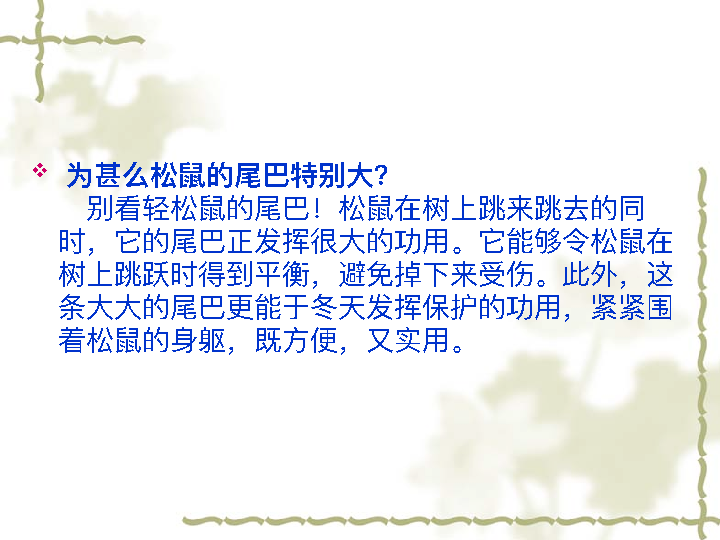 为甚么松鼠的尾巴特别大?
别看轻松鼠的尾巴！松鼠在树上跳来跳去的同
时，它的尾巴正发挥很大的功用。它能够令松鼠在
树上跳跃时得到平衡，避免掉下来受伤。此外，这
条大大的尾巴更能于冬天发挥保护的功用，紧紧围
着松鼠的身躯，既方便，又实用。